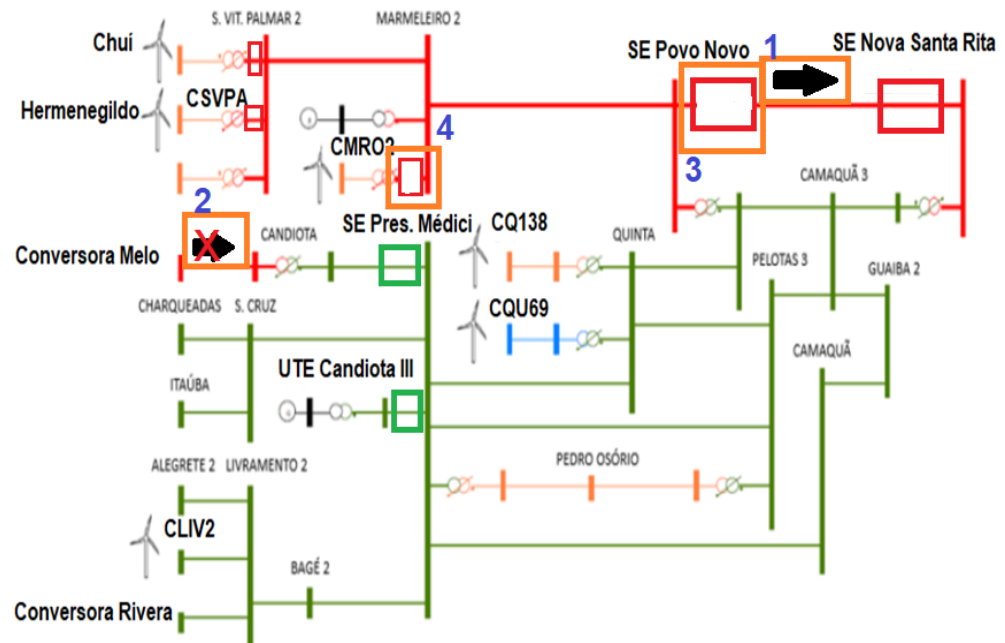 S. VIT. PALMAR 2
MARMELEIRO 2
Chuí
SE Povo Novo
1
SE Nova Santa Rita
Hermenegildo
CSVPA
4
CMRO2
3
CAMAQUÃ 3
2
SE Pres. Médici
CQ138
Conversora Melo
X
CANDIOTA
QUINTA
PELOTAS 3
GUAIBA 2
CHARQUEADAS
S. CRUZ
CQU69
CAMAQUÃ
UTE Candiota III
ITAÚBA
ALEGRETE 2
LIVRAMENTO 2
PEDRO OSÓRIO
CLIV2
BAGÉ 2
Conversora Rivera